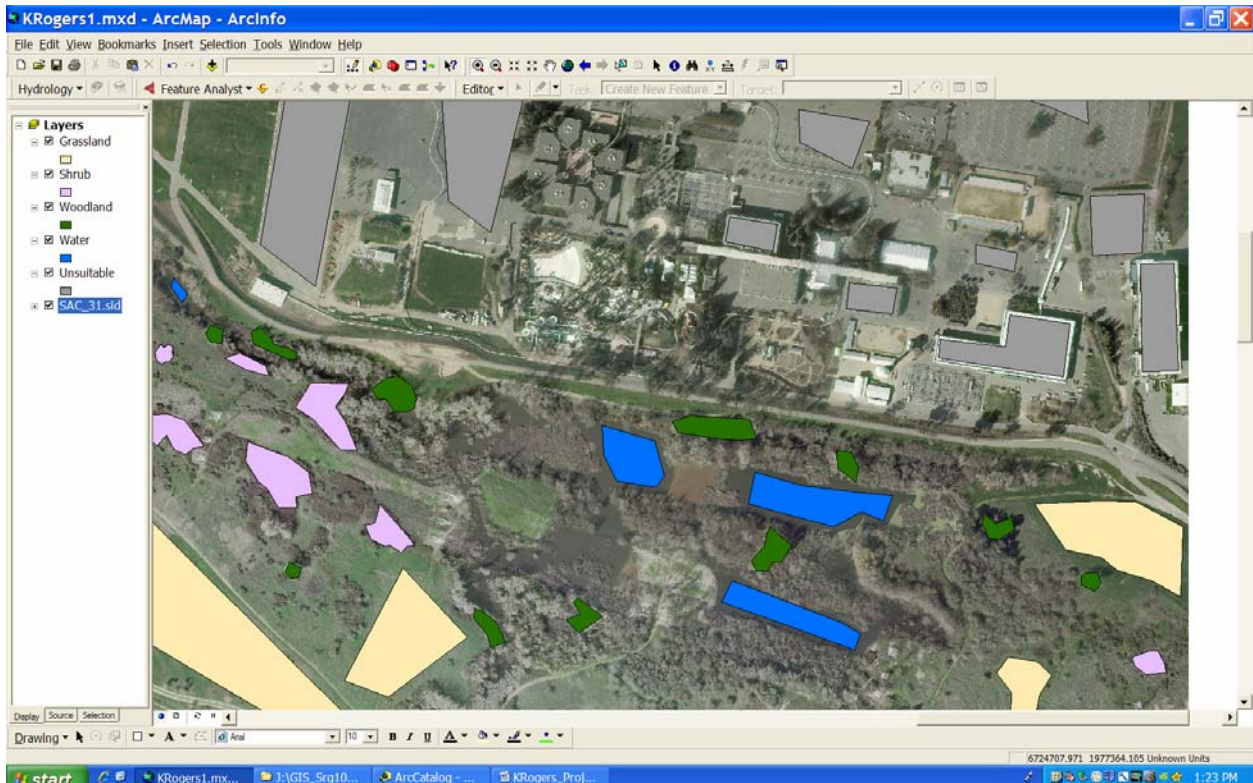 KRogers1.mxd - ArcMap - ArcInfo
File Edit View Bookmarks Insert Selection Tools Window Help
Hydrology Feature Analyst Editor Task: Create New Feature Target:
Layers
Grassland
Shrub
Woodland
Water
Unsuitable
SAC_31.sid
Display Source Selection
Drawing A Arial 10 B I U A
6724707.971 1977364.105 Unknown Units
start KRogers1.mx... J:\GIS_Srg10... ArcCatalog - ... KRogers_Proj... 1:23 PM